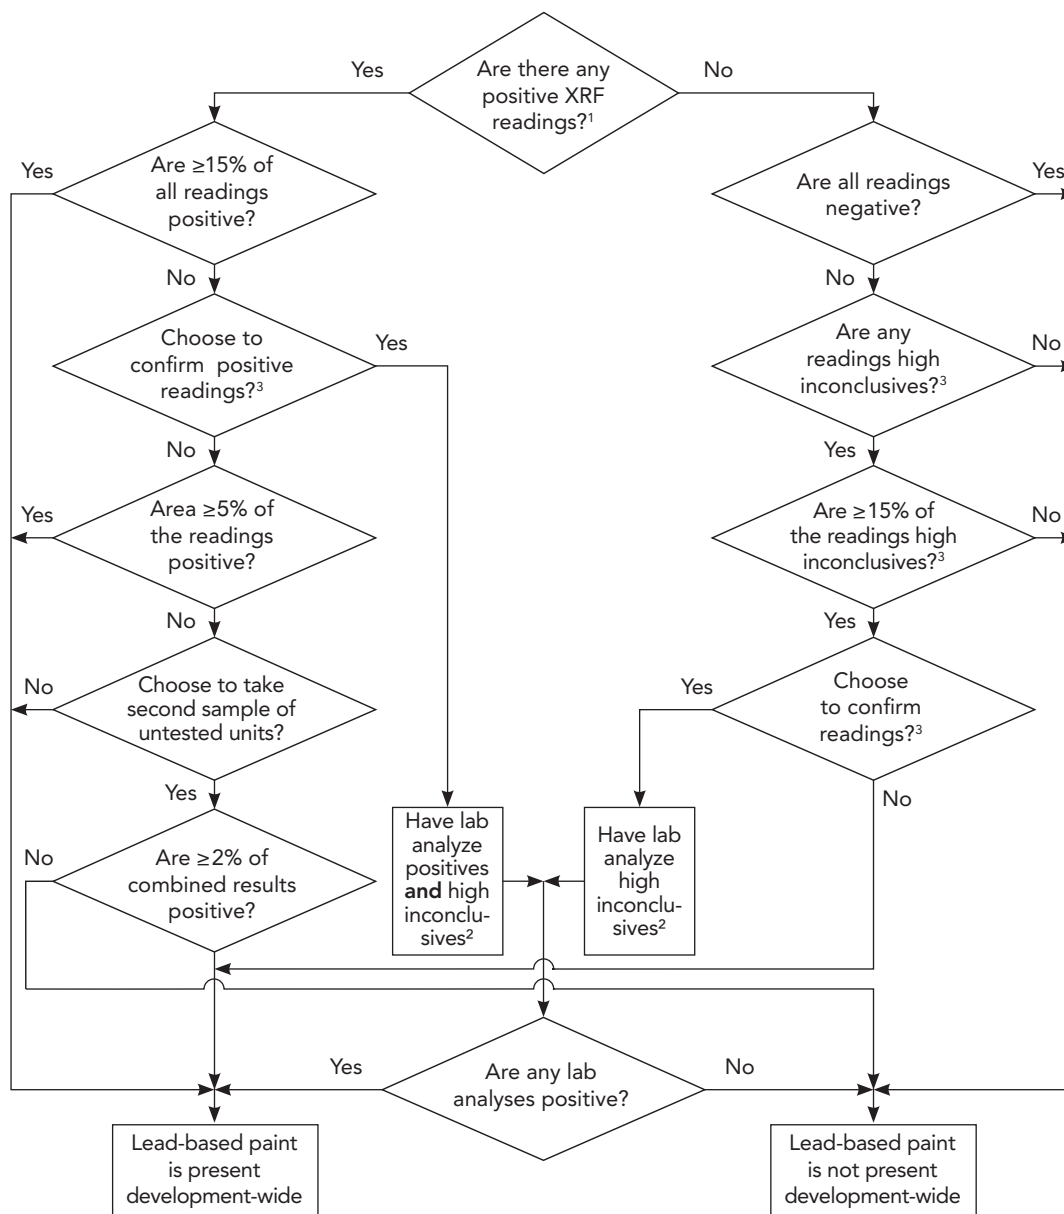 Yes
Are there any
positive XRF
readings?¹
No
Yes
Are ≥15% of
all readings
positive?
Are all readings
negative?
Yes
No
No
Choose to
confirm positive
readings?³
Yes
Are any
readings high
inconclusives?³
No
No
Yes
Yes
Area ≥5% of
the readings
positive?
Are ≥15% of
the readings high
inconclusives?³
No
No
Yes
No
Choose to take
second sample of
untested units?
Yes
Choose
to confirm
readings?³
Yes
No
No
Are ≥2% of
combined results
positive?
Have lab
analyze
positives
and high
inconclu-
sives²
Have lab
analyze
high
inconclu-
sives²
Yes
Are any lab
analyses positive?
No
Lead-based paint
is present
development-wide
Lead-based paint
is not present
development-wide